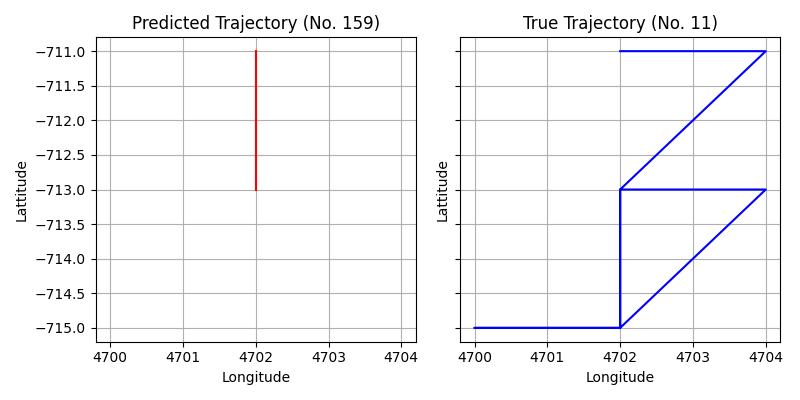 Predicted Trajectory (No. 159)
−711.0
−711.5
−712.0
−712.5
−713.0
−713.5
−714.0
−714.5
−715.0
Lattitude
4700 4701 4702 4703 4704
Longitude
True Trajectory (No. 11)
Lattitude
4700 4701 4702 4703 4704
Longitude